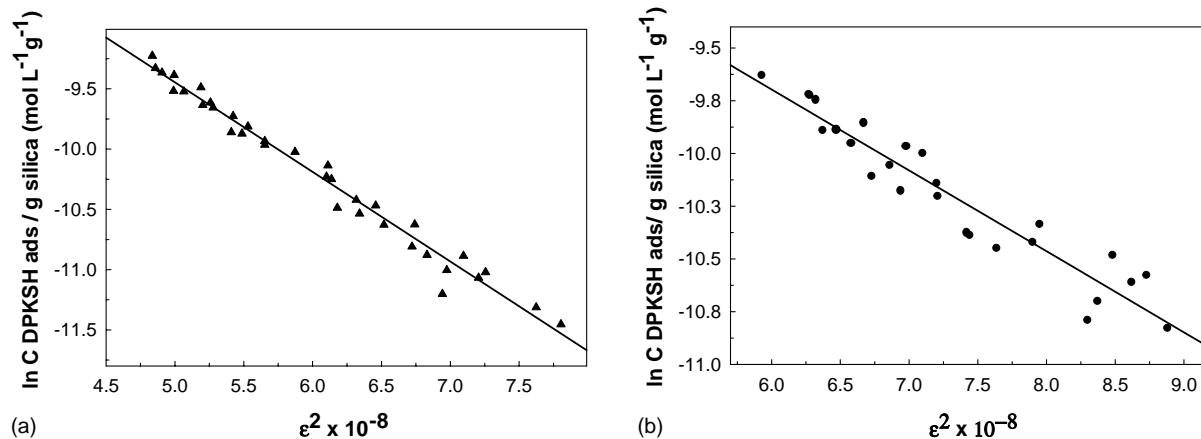 ln C DPKSH ads / g silica (mol L⁻¹g⁻¹)
-9.5
-10.0
-10.5
-11.0
-11.5
4.5 5.0 5.5 6.0 6.5 7.0 7.5
(a)
ε² x 10⁻⁸
ln C DPKSH ads/ g silica (mol L⁻¹ g⁻¹)
-9.5
-9.8
-10.0
-10.3
-10.5
-10.8
-11.0
6.0 6.5 7.0 7.5 8.0 8.5 9.0
(b)
ε² x 10⁻⁸